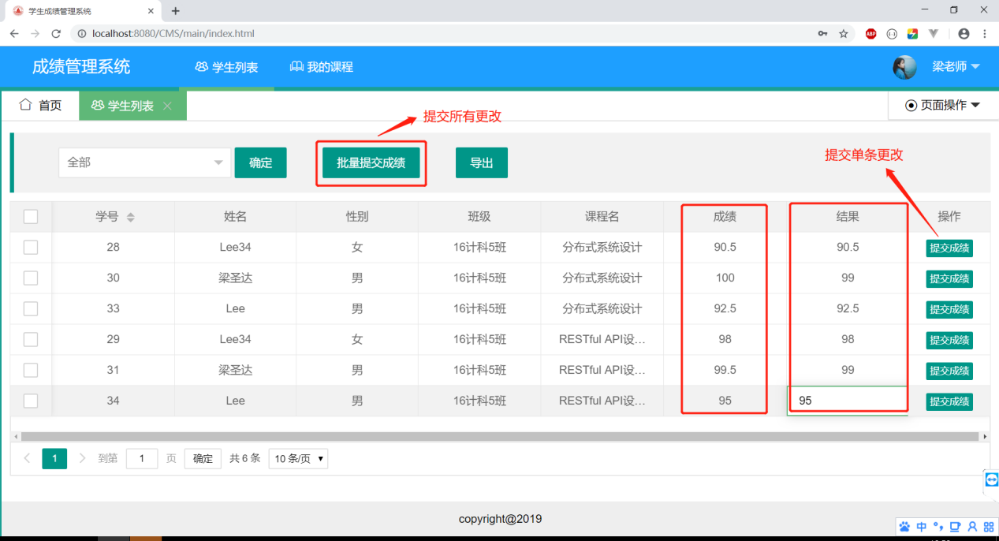 学生成绩管理系统
localhost:8080/CMS/main/index.html
ABP
成绩管理系统 学生列表 我的课程 梁老师
首页 学生列表 页面操作
提交所有更改
提交单条更改
全部 确定 批量提交成绩 导出
学号 姓名 性别 班级 课程名 成绩 结果 操作
28 Lee34 女 16计科5班 分布式系统设计 90.5 90.5 提交成绩
30 梁圣达 男 16计科5班 分布式系统设计 100 99 提交成绩
33 Lee 男 16计科5班 分布式系统设计 92.5 92.5 提交成绩
29 Lee34 女 16计科5班 RESTful API设… 98 98 提交成绩
31 梁圣达 男 16计科5班 RESTful API设… 99.5 99 提交成绩
34 Lee 男 16计科5班 RESTful API设… 95 95 提交成绩
1 到第 1 页 确定 共 6 条 10 条/页
copyright@2019
中